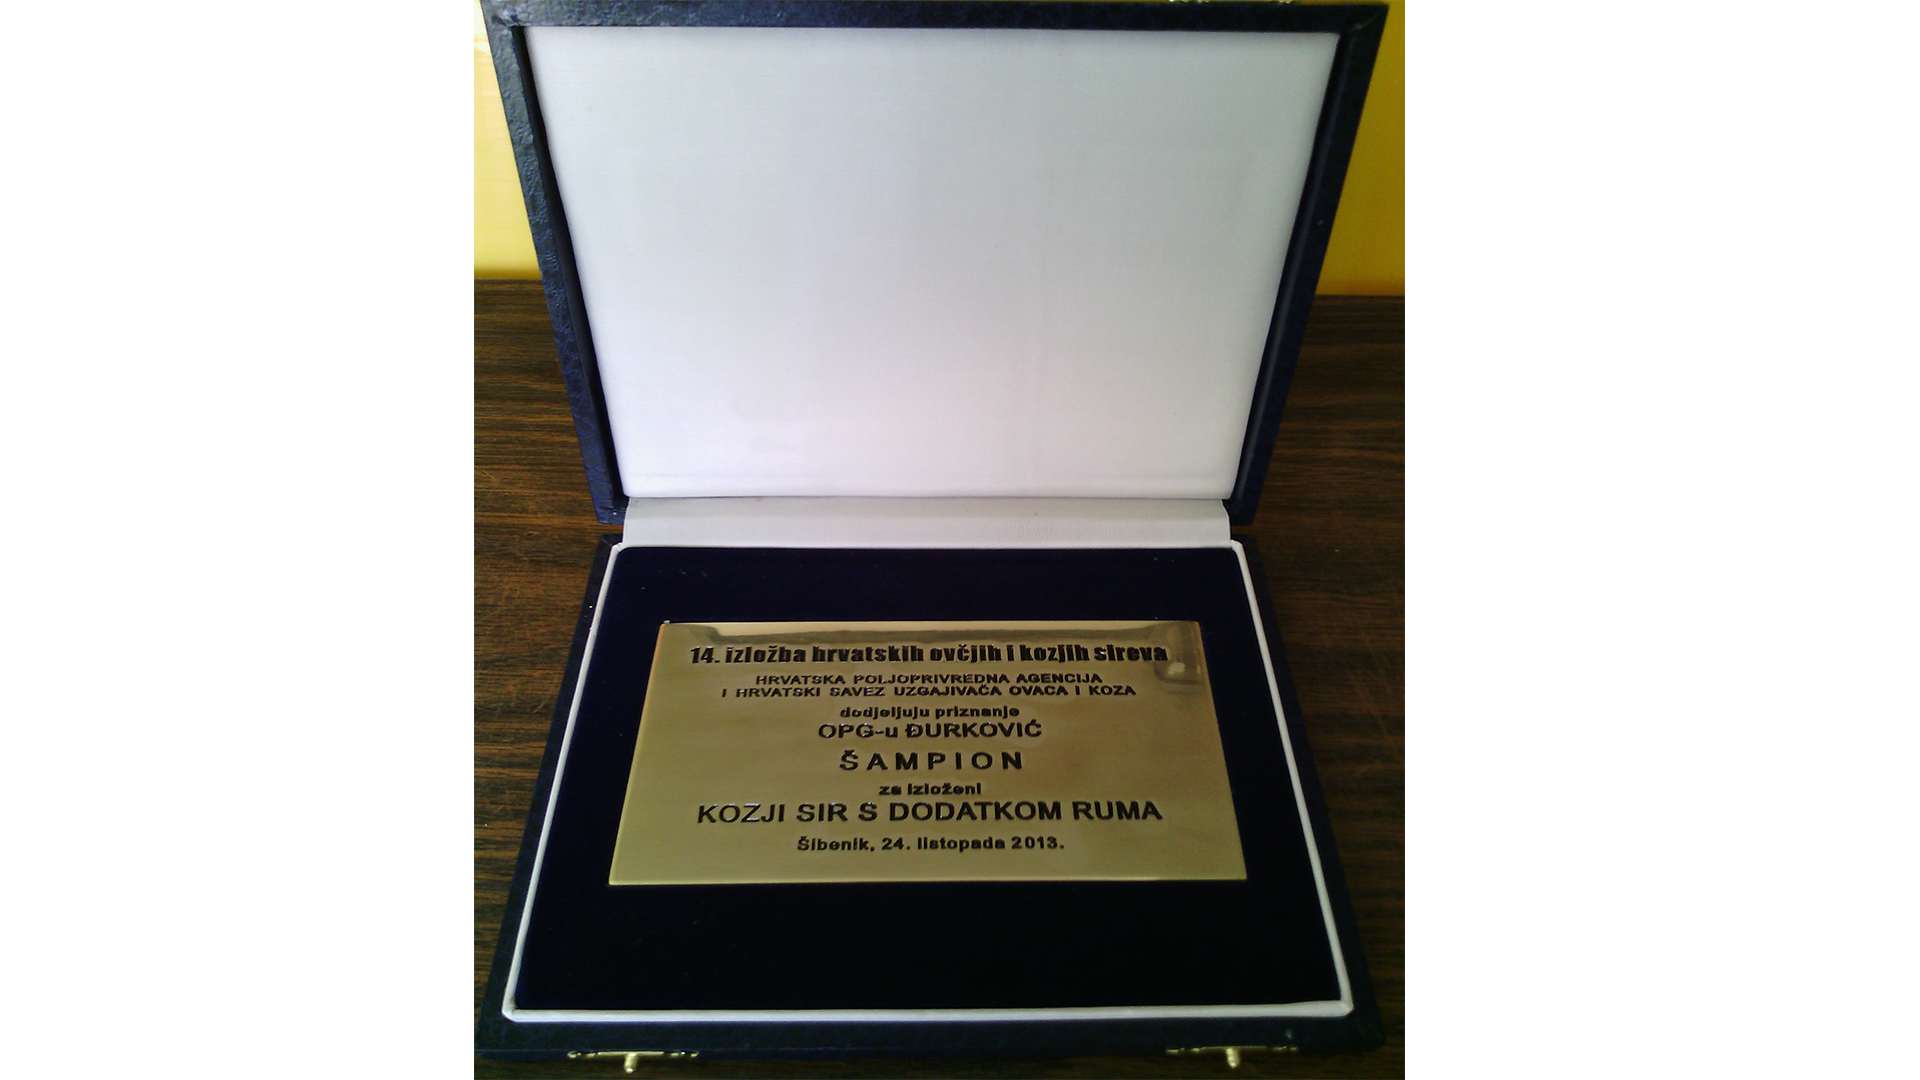 14. izložba hrvatskih ovčjih i kozjih sireva
HRVATSKA POLJOPRIVREDNA AGENCIJA
I HRVATSKI SAVEZ UZGAJIVAČA OVACA I KOZA
dodjeljuju priznanje
OPG-u ĐURKOVIĆ
ŠAMPION
za izloženi
KOZJI SIR S DODATKOM RUMA
Šibenik, 24. listopada 2013.